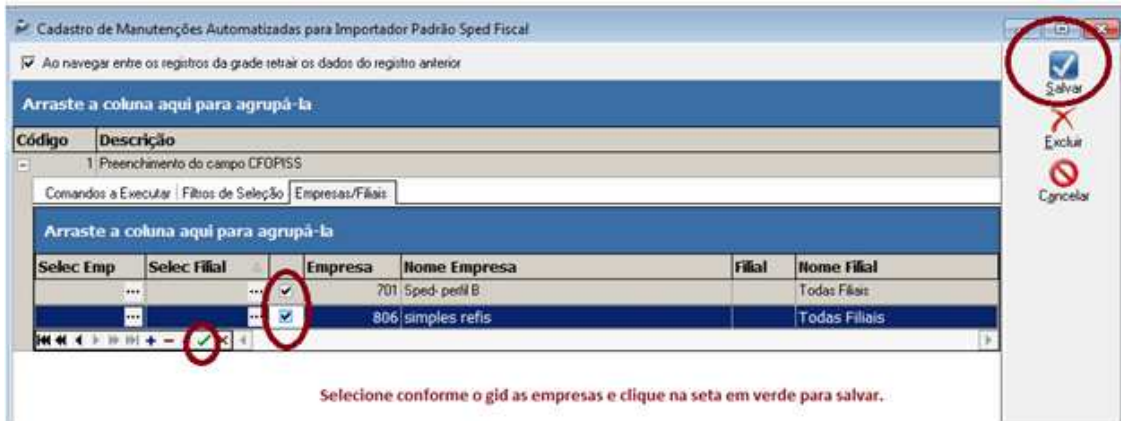 Cadastro de Manutenções Automatizadas para Importador Padrão Sped Fiscal
Ao navegar entre os registros da grade retrair os dados do registro anterior
Salvar
Arraste a coluna aqui para agrupá-la
Código Descrição
Excluir
1 Preenchimento do campo CFOPISS
Comandos a Executar Filtros de Seleção Empresas/Filiais
Cancelar
Arraste a coluna aqui para agrupá-la
Selec Emp Selec Filial Empresa Nome Empresa Filial Nome Filial
... ... 701 Sped- perfil B Todas Filiais
... ... 806 simples refis Todas Filiais
Selecione conforme o gid as empresas e clique na seta em verde para salvar.